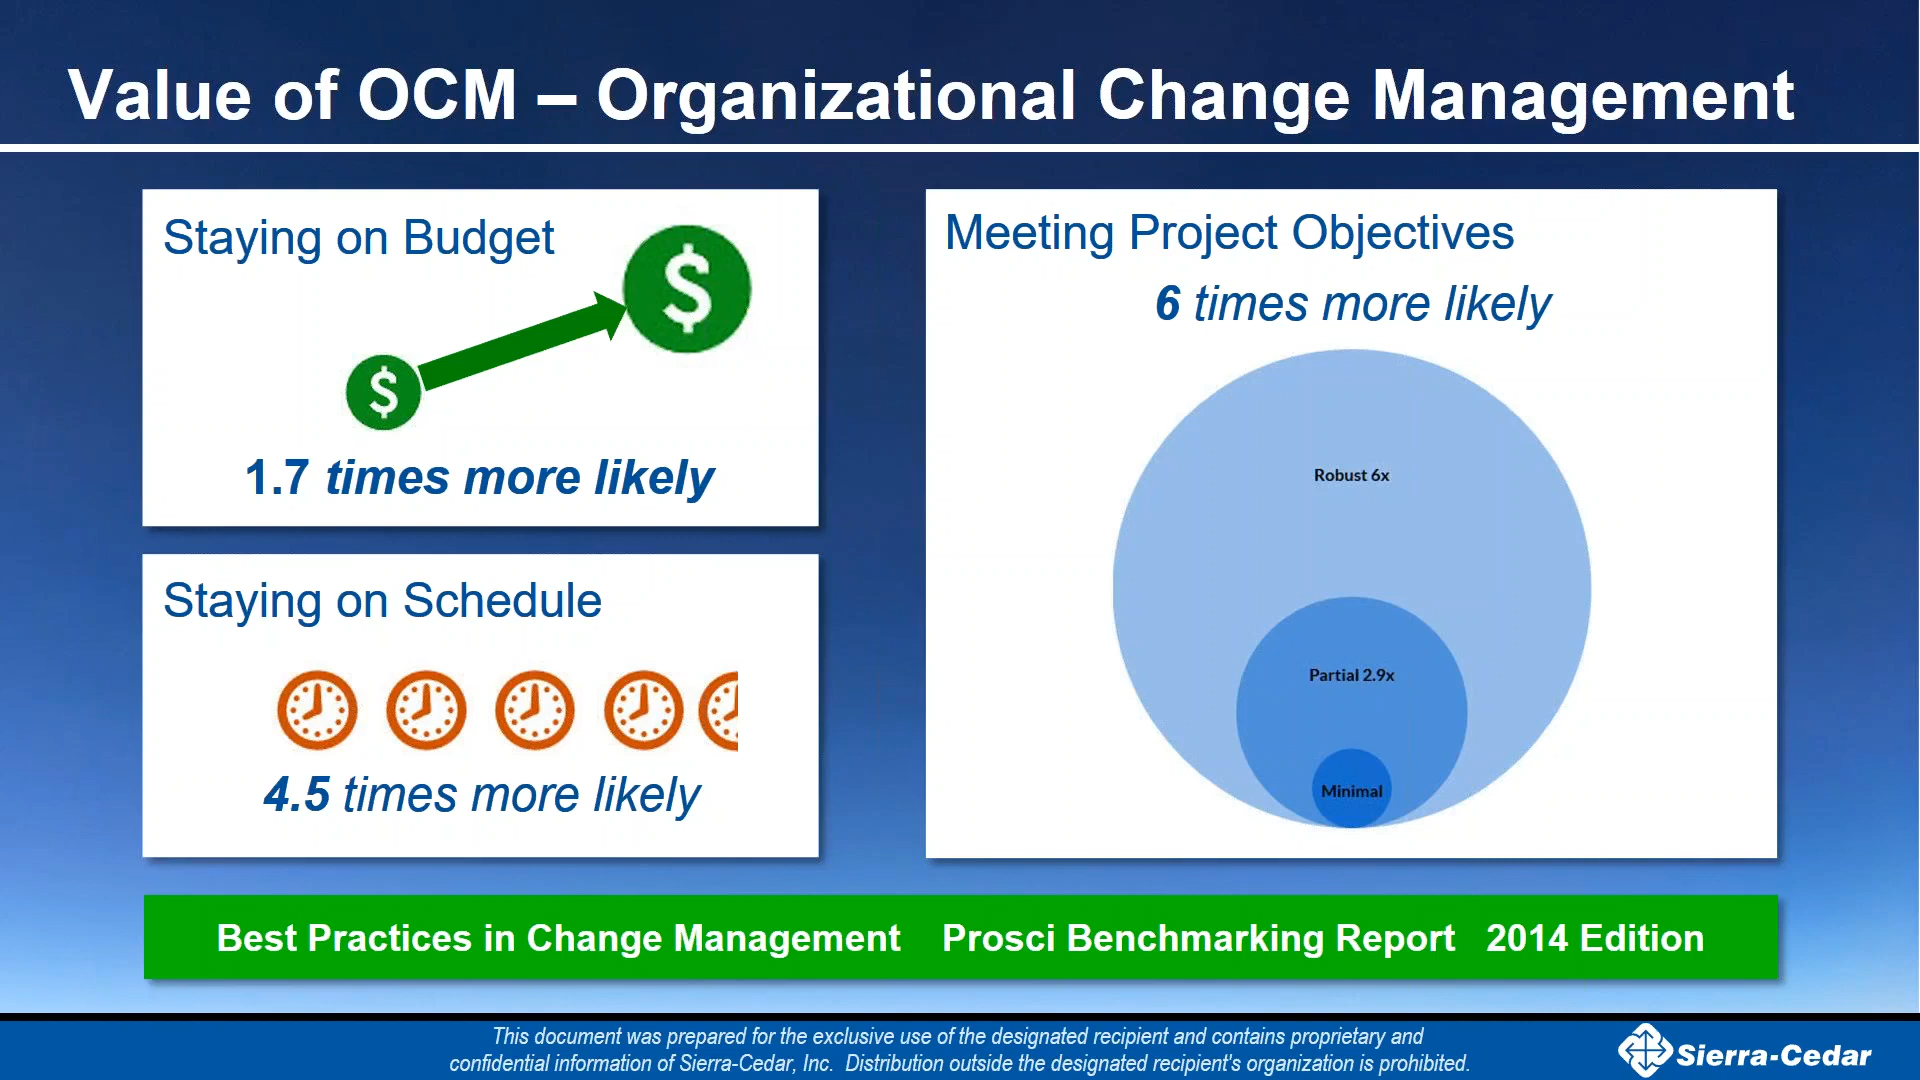 Value of OCM – Organizational Change Management
Staying on Budget
$
$
1.7 times more likely
Staying on Schedule
4.5 times more likely
Meeting Project Objectives
6 times more likely
Robust 6x
Partial 2.9x
Minimal
Best Practices in Change Management Prosci Benchmarking Report 2014 Edition
This document was prepared for the exclusive use of the designated recipient and contains proprietary and
confidential information of Sierra-Cedar, Inc. Distribution outside the designated recipient's organization is prohibited.
Sierra-Cedar